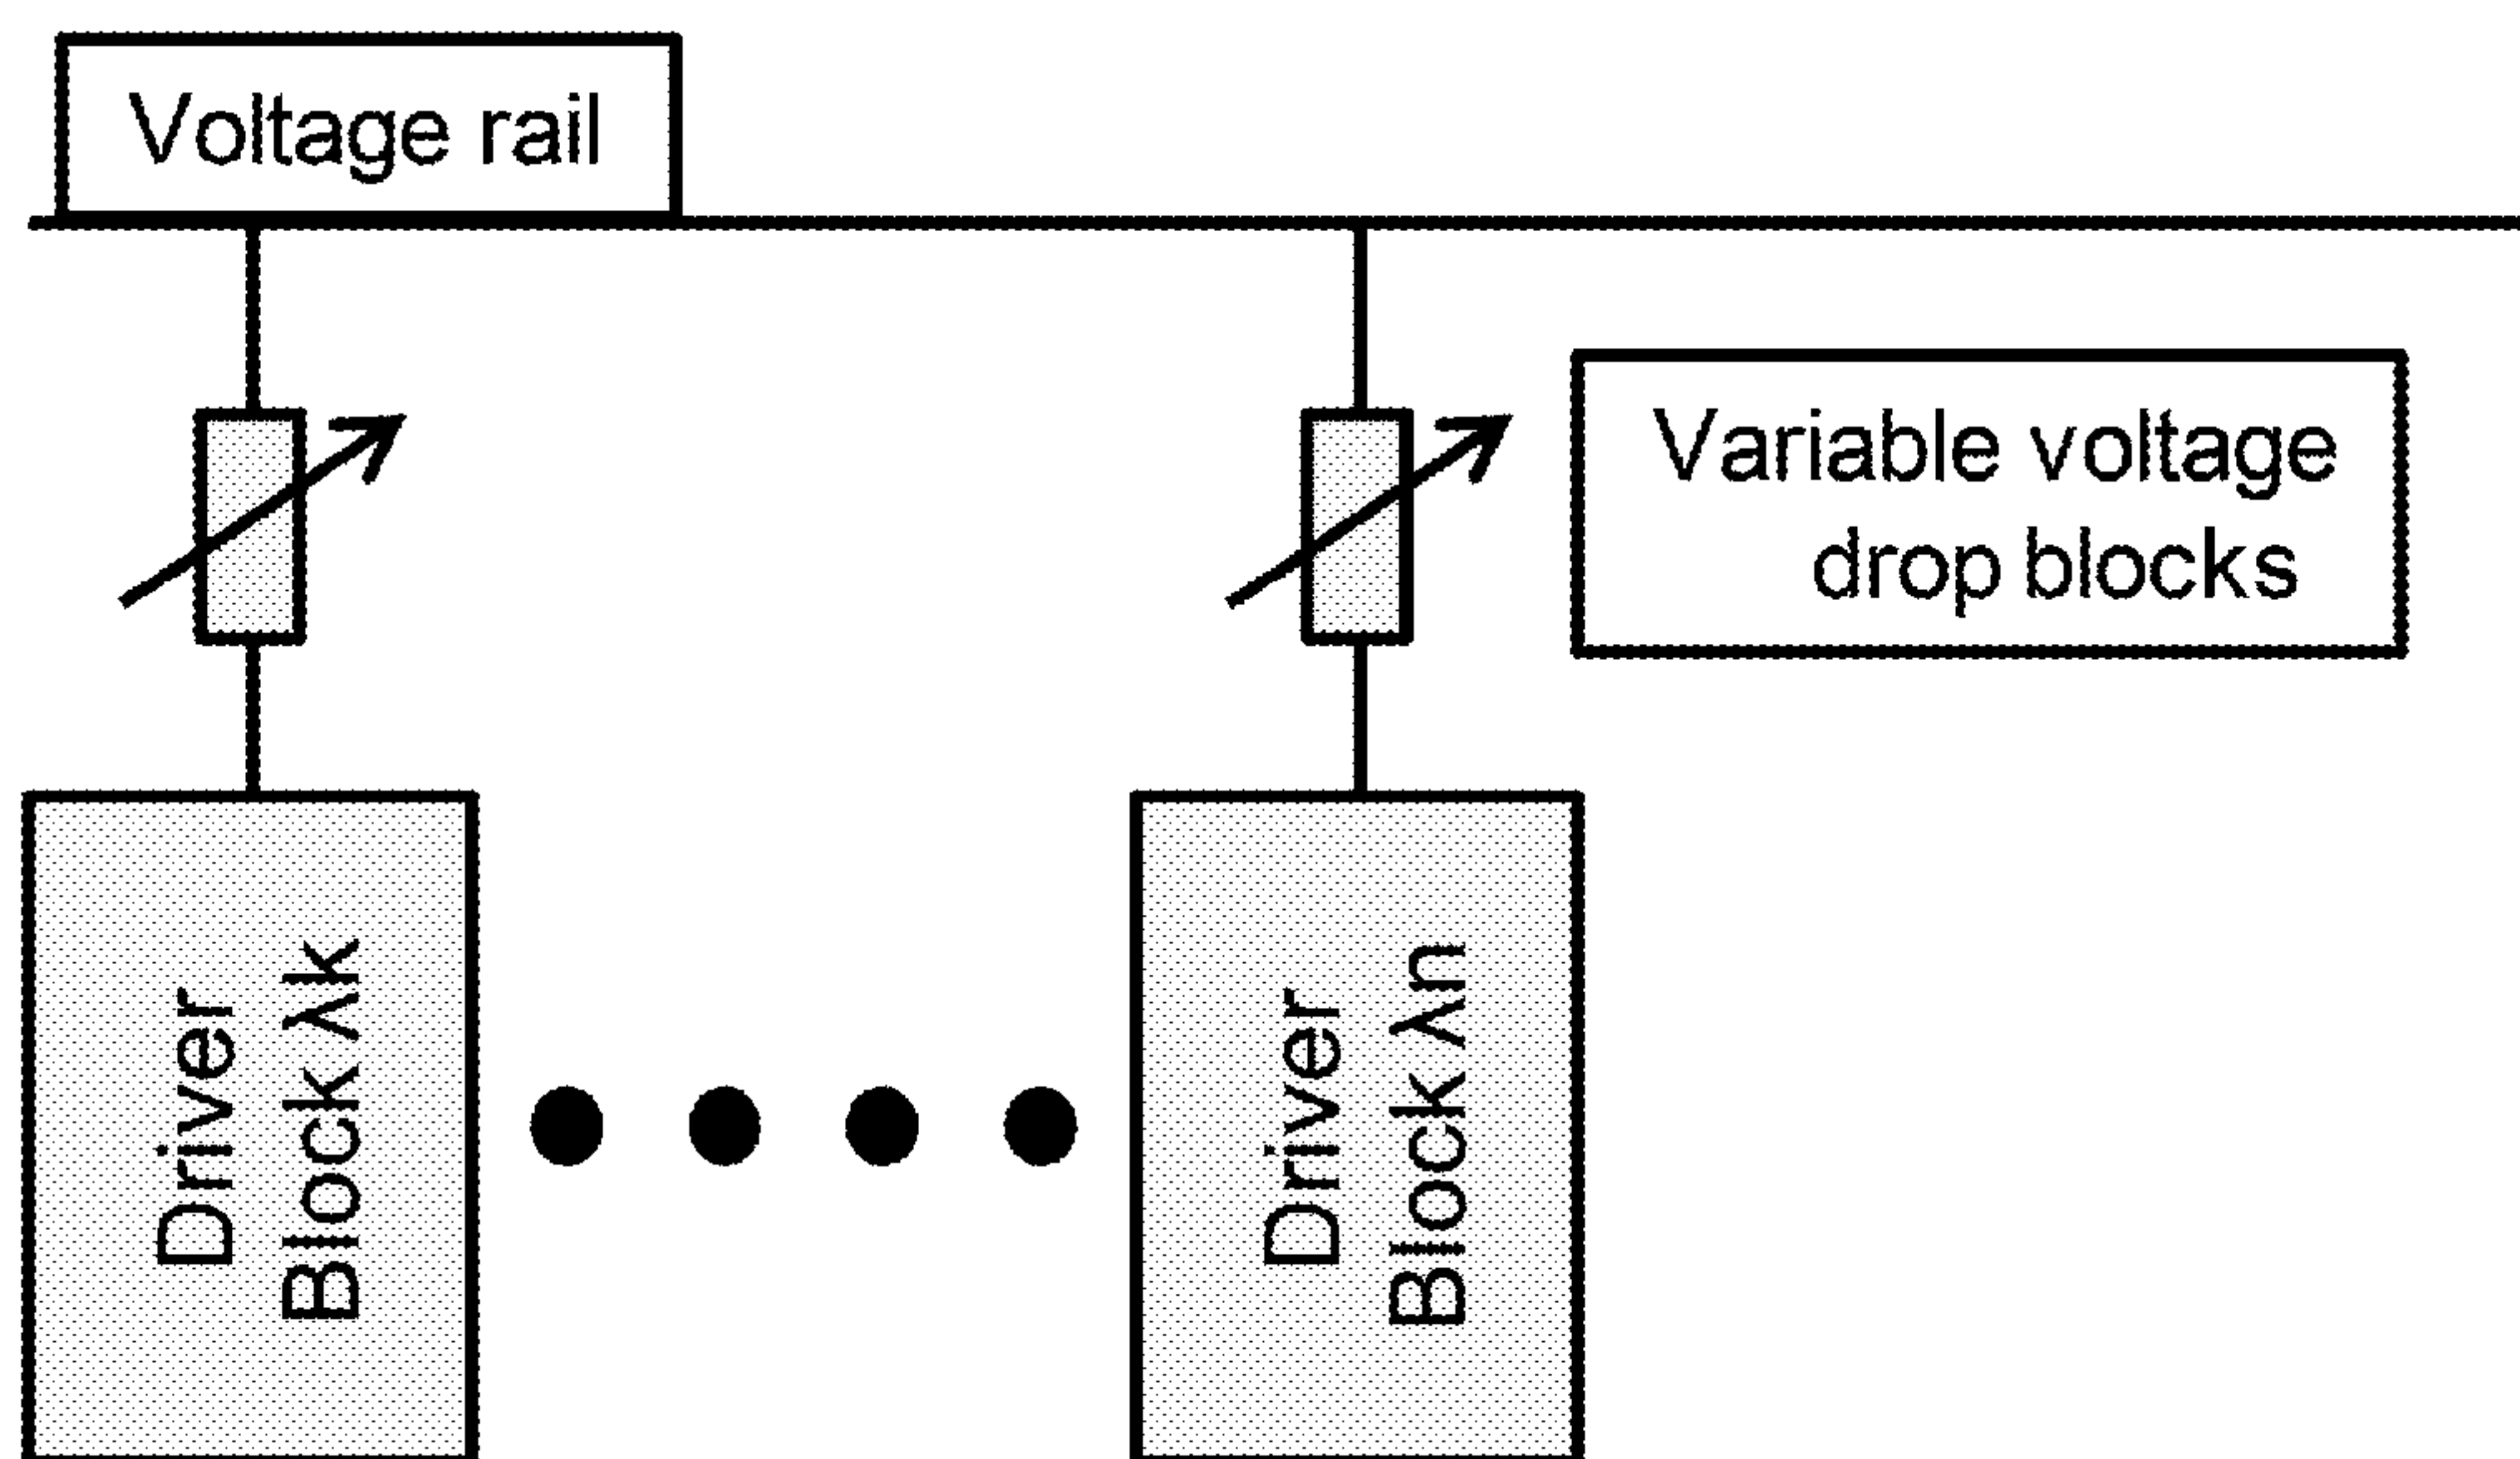 Voltage rail
Variable voltage
drop blocks
Driver
Block λk
Driver
Block λn